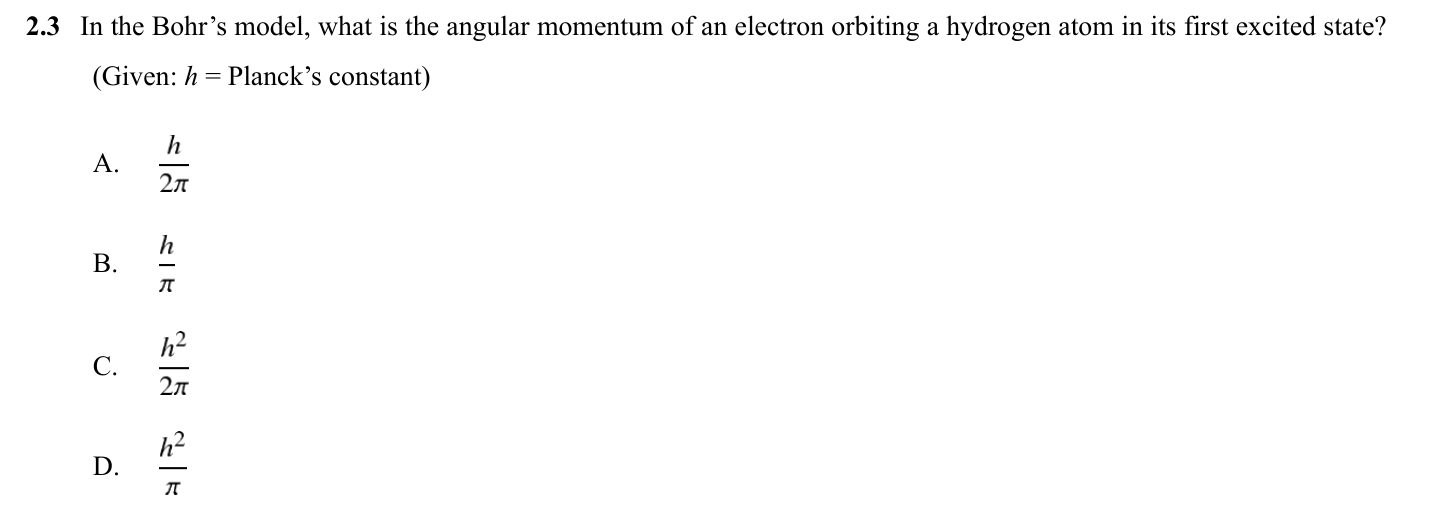 2.3 In the Bohr’s model, what is the angular momentum of an electron orbiting a hydrogen atom in its first excited state?
(Given: h = Planck’s constant)
A. h/2π
B. h/π
C. h²/2π
D. h²/π